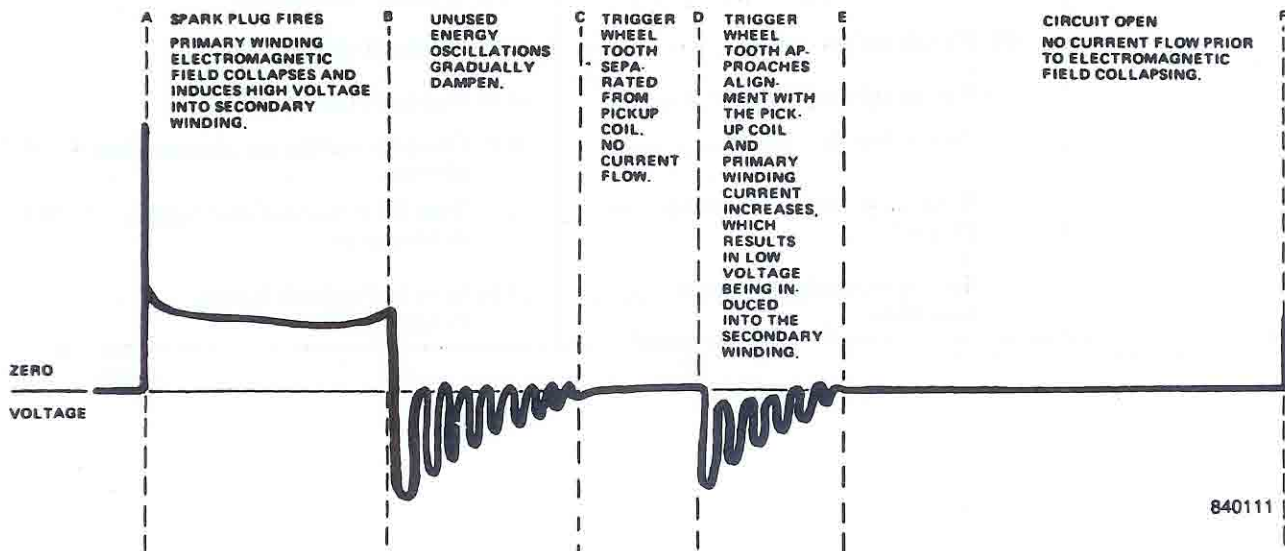 A SPARK PLUG FIRES
PRIMARY WINDING
ELECTROMAGNETIC
FIELD COLLAPSES AND
INDUCES HIGH VOLTAGE
INTO SECONDARY
WINDING.
B UNUSED
ENERGY
OSCILLATIONS
GRADUALLY
DAMPEN.
C TRIGGER
WHEEL
TOOTH
SEPA-
RATED
FROM
PICKUP
COIL.
NO
CURRENT
FLOW.
D TRIGGER
WHEEL
TOOTH AP-
PROACHES
ALIGN-
MENT WITH
THE PICK-
UP COIL
AND
PRIMARY
WINDING
CURRENT
INCREASES,
WHICH
RESULTS
IN LOW
VOLTAGE
BEING IN-
DUCED
INTO THE
SECONDARY
WINDING.
E CIRCUIT OPEN
NO CURRENT FLOW PRIOR
TO ELECTROMAGNETIC
FIELD COLLAPSING.
ZERO
VOLTAGE
840111